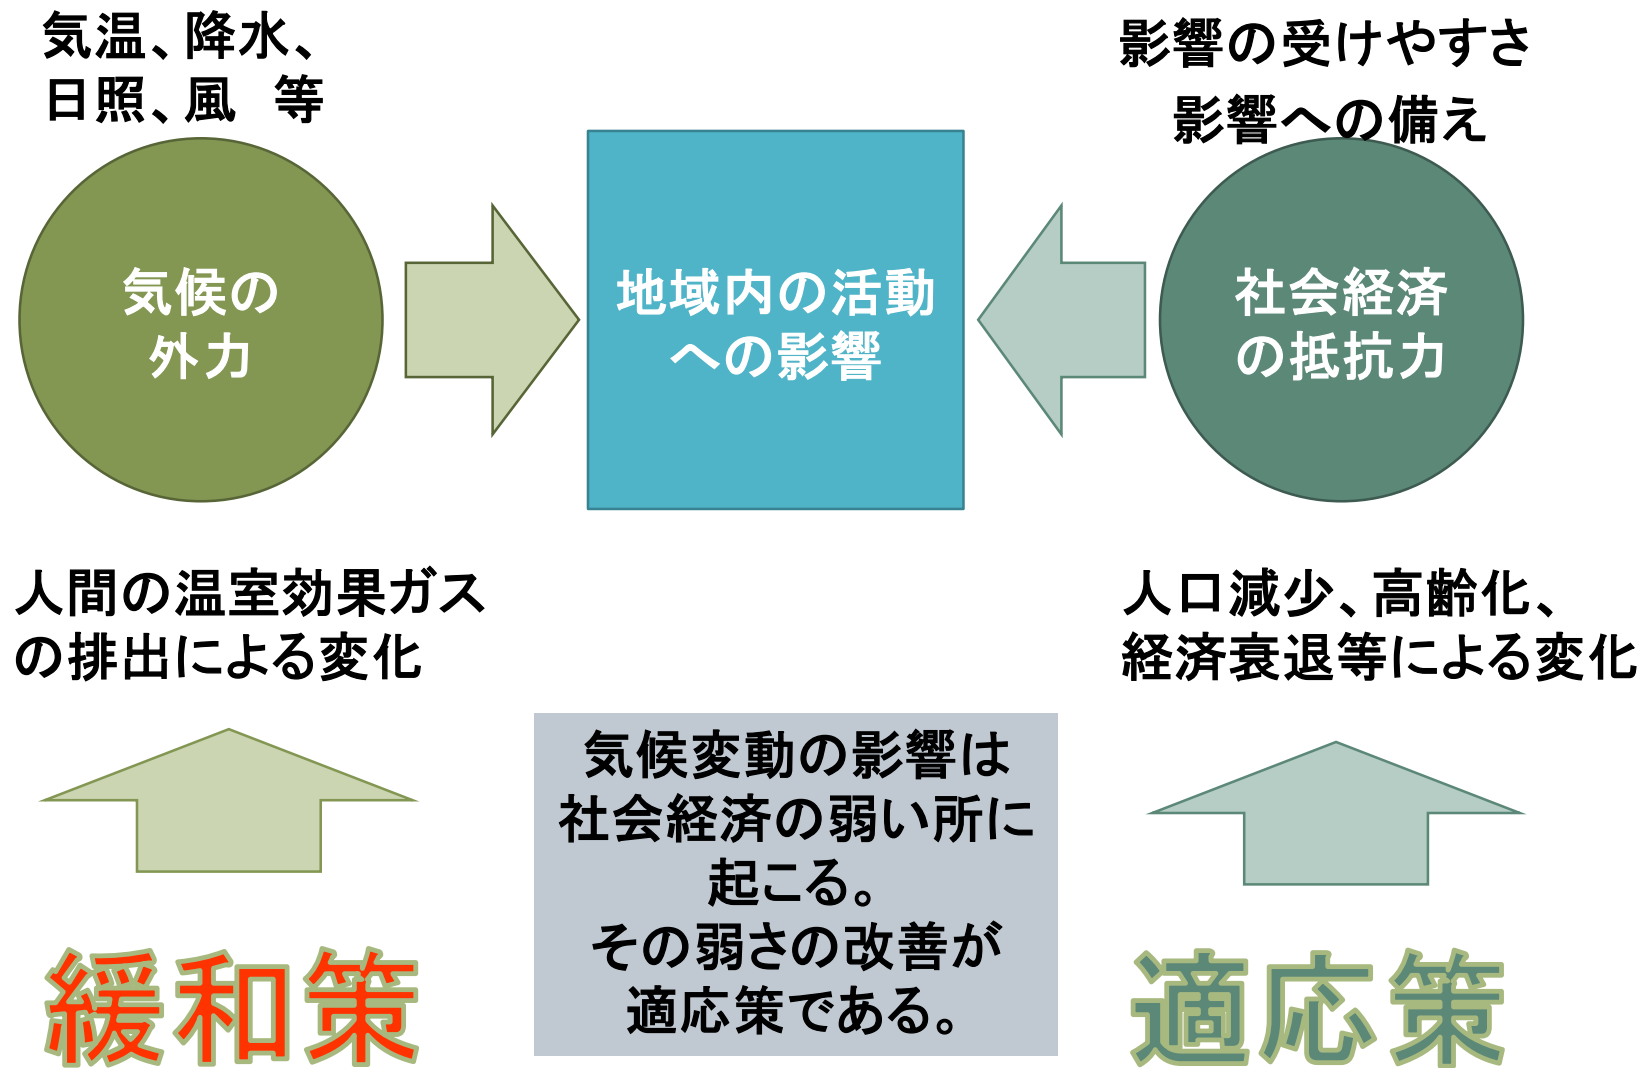 気温、降水、
日照、風　等
影響の受けやすさ
影響への備え
気候の
外力
地域内の活動
への影響
社会経済
の抵抗力
人間の温室効果ガス
の排出による変化
人口減少、高齢化、
経済衰退等による変化
気候変動の影響は
社会経済の弱い所に
起こる。
その弱さの改善が
適応策である。
緩和策
適応策